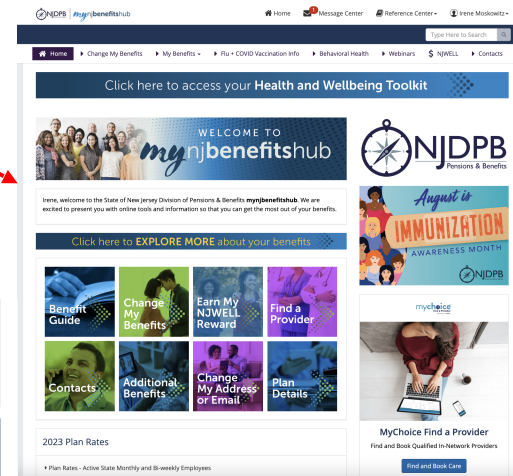 NJDPB mynjbenefitshub Home 1 Message Center Reference Center Irene Moskowitz
Type Here to Search
Home Change My Benefits My Benefits Flu + COVID Vaccination Info Behavioral Health Webinars $ NJWELL Contacts
Click here to access your Health and Wellbeing Toolkit
WELCOME TO
mynjbenefitshub
NJDPB
Pensions & Benefits
Irene, welcome to the State of New Jersey Division of Pensions & Benefits mynjbenefitshub. We are
excited to present you with online tools and information so that you can get the most out of your benefits.
August is
IMMUNIZATION
AWARENESS MONTH
NJDPB
Click here to EXPLORE MORE about your benefits
Benefit
Guide
Change
My
Benefits
Earn My
NJWELL
Reward
Find a
Provider
Contacts
Additional
Benefits
Change
My Address
or Email
Plan
Details
mychoice
MyChoice Find a Provider
Find and Book Qualified In-Network Providers
Find and Book Care
2023 Plan Rates
Plan Rates - Active State Monthly and Bi-weekly Employees